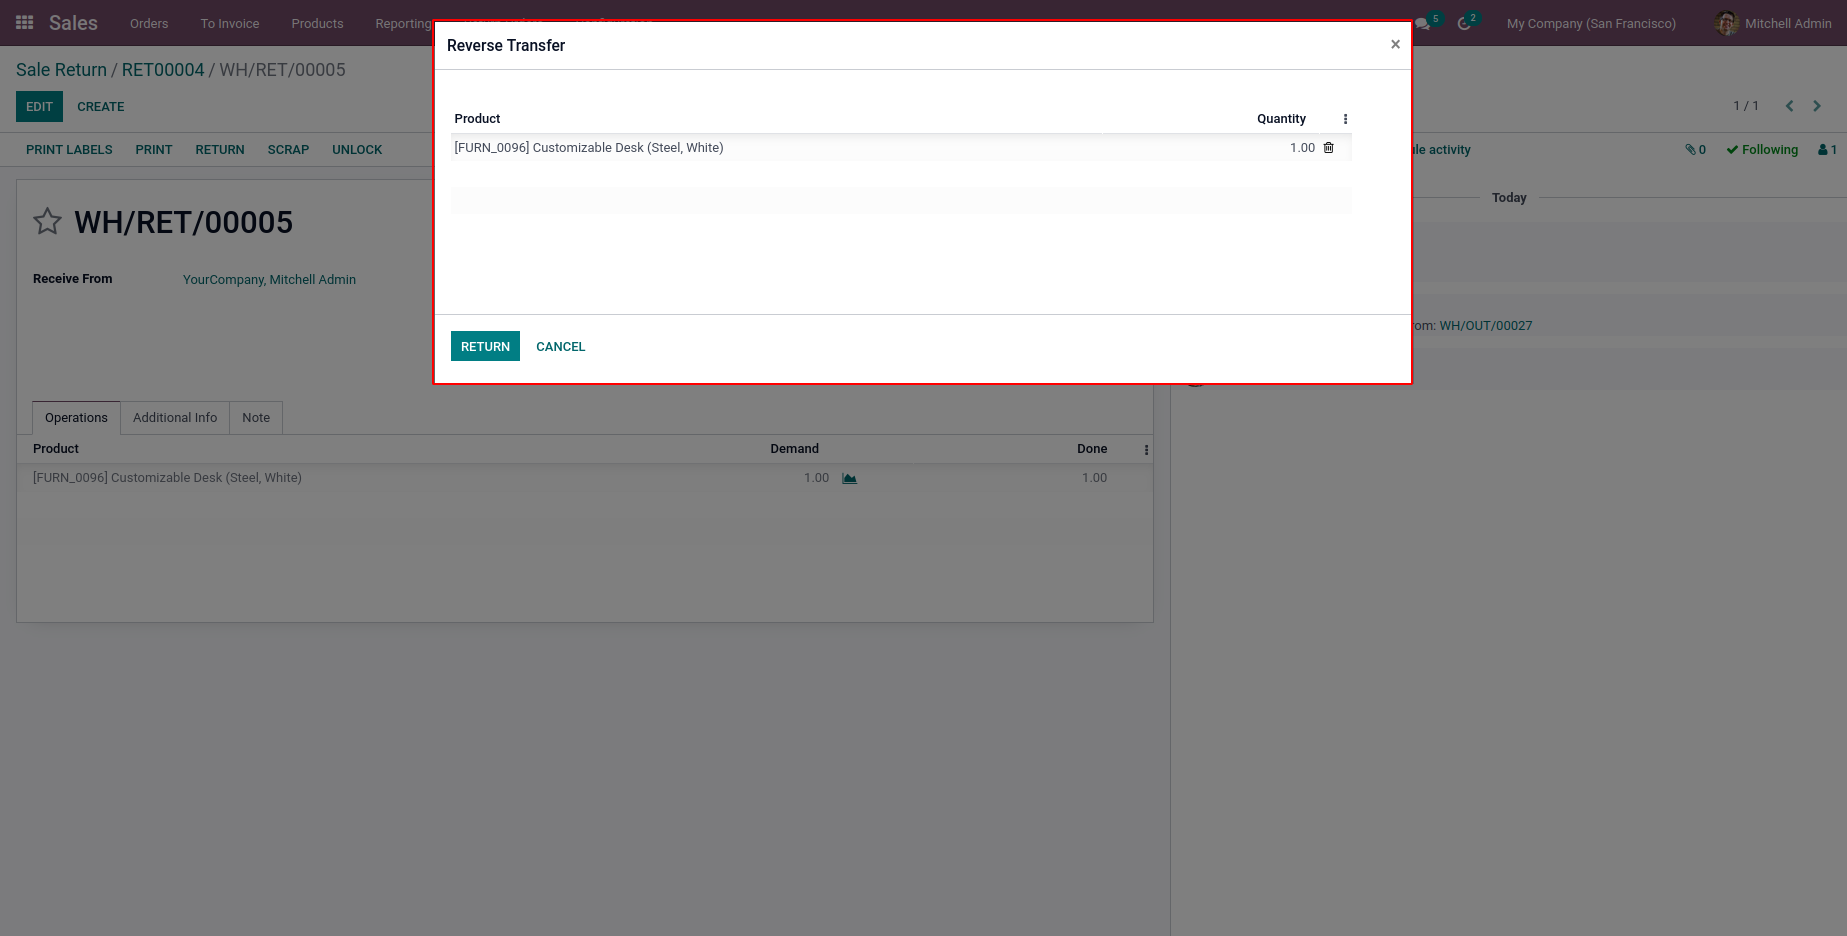 Sales Orders To Invoice Products Reporting 5 2 My Company (San Francisco) Mitchell Admin
Sale Return / RET00004 / WH/RET/00005
EDIT CREATE 1 / 1
PRINT LABELS PRINT RETURN SCRAP UNLOCK activity 0 Following 1
Today
WH/RET/00005
Receive From YourCompany, Mitchell Admin
WH/OUT/00027
Reverse Transfer ×
Product Quantity
[FURN_0096] Customizable Desk (Steel, White) 1.00
RETURN CANCEL
Operations Additional Info Note
Product Demand Done
[FURN_0096] Customizable Desk (Steel, White) 1.00 1.00